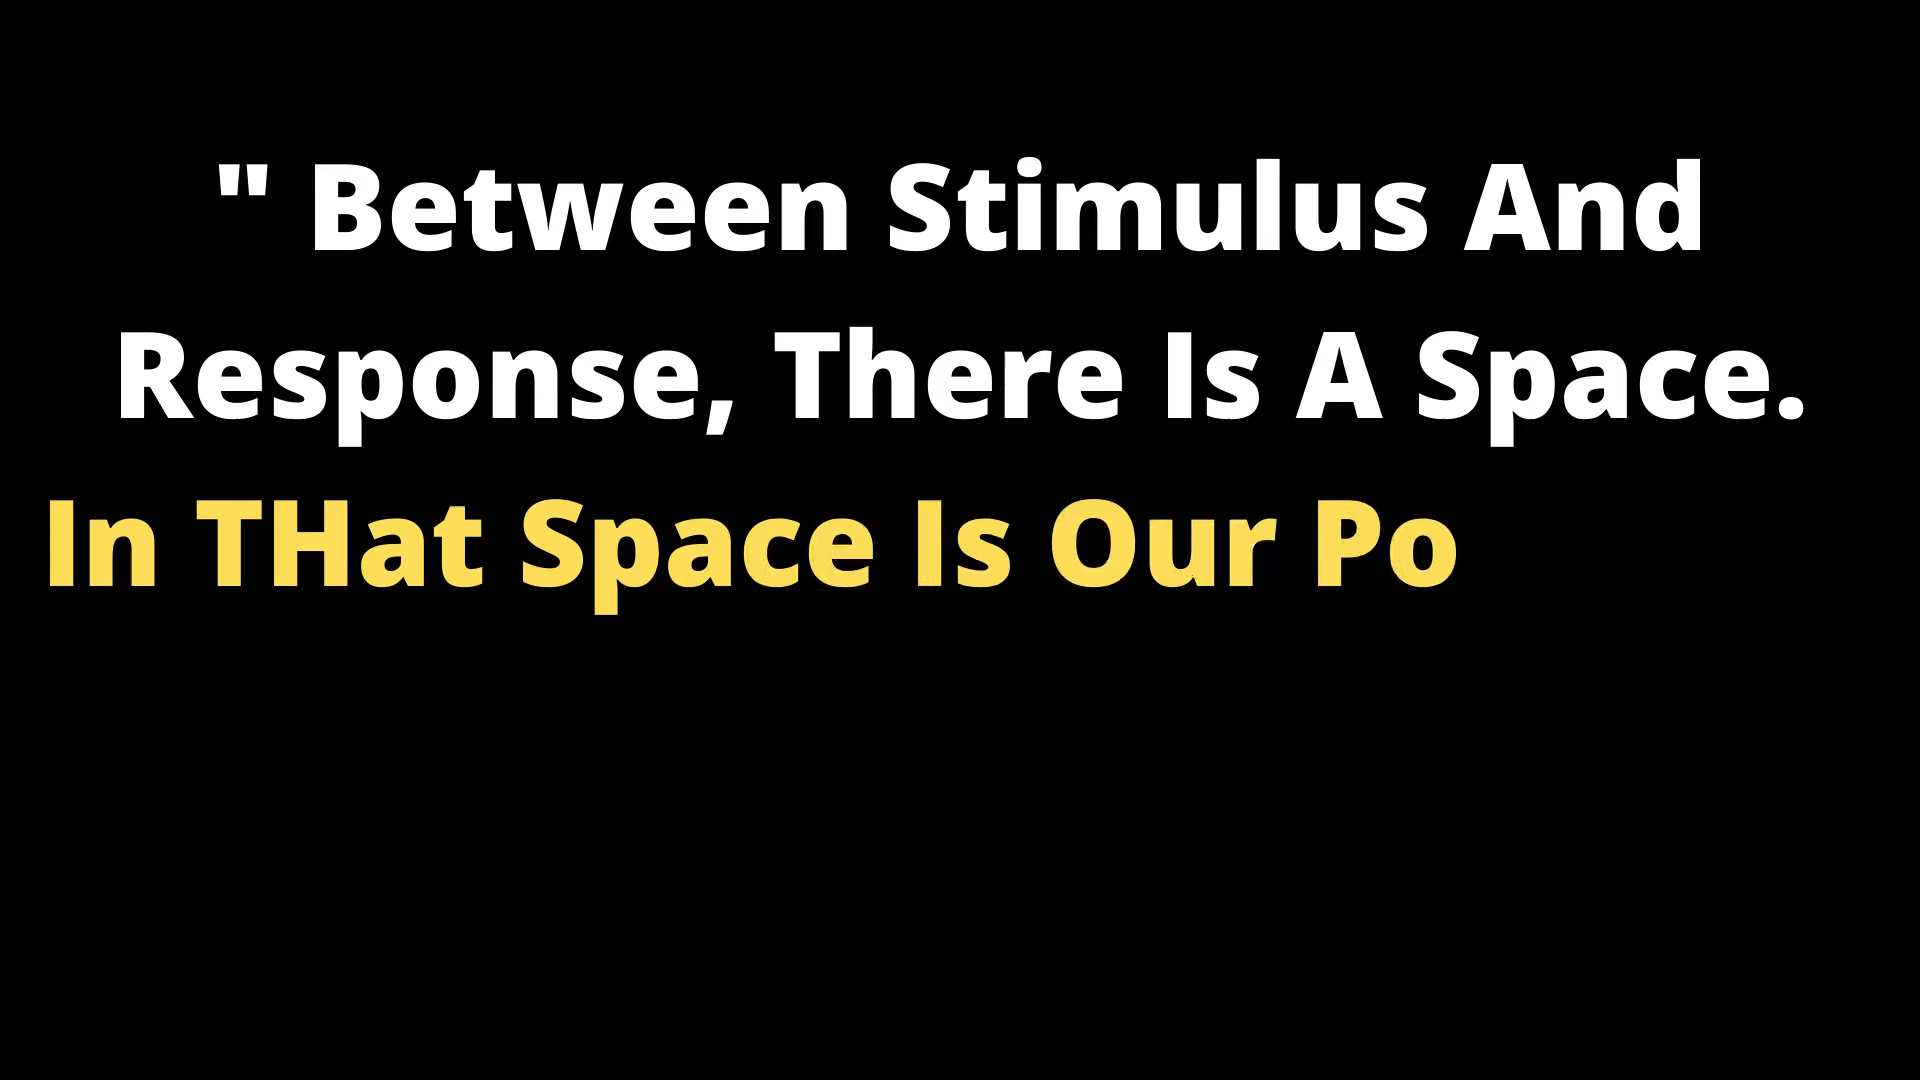 " Between Stimulus And
Response, There Is A Space.
In THat Space Is Our Po